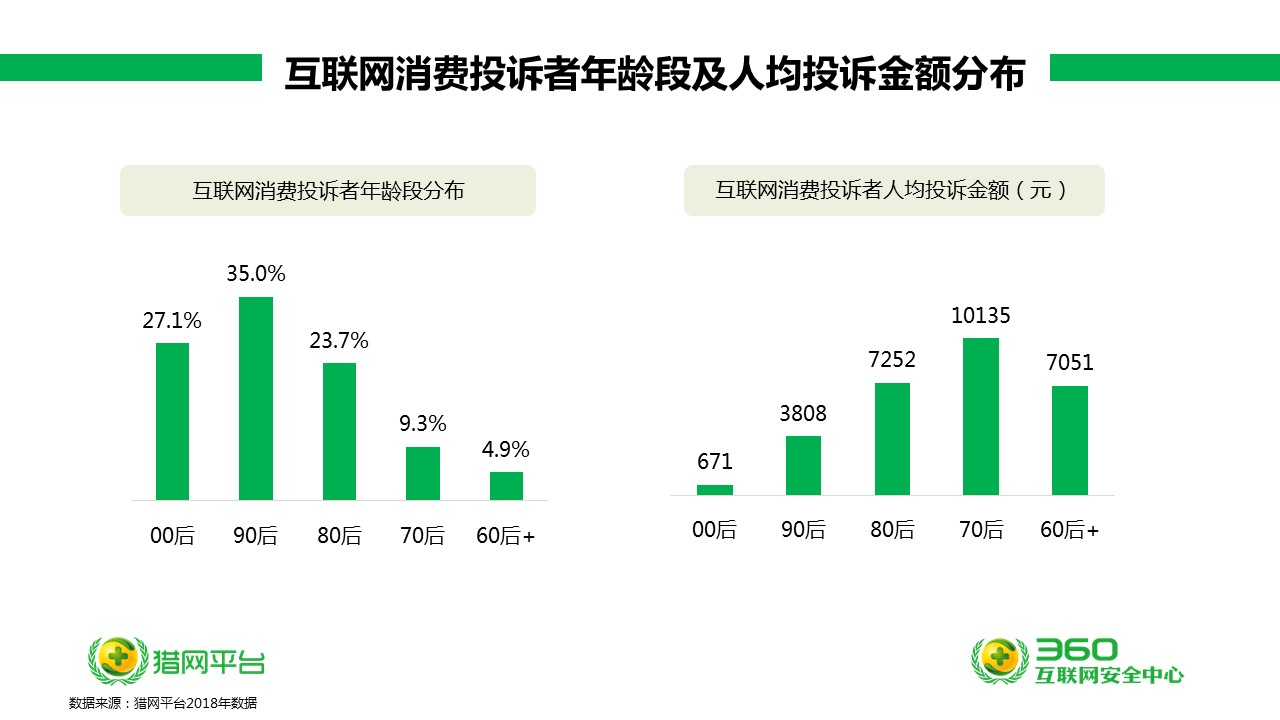 互联网消费投诉者年龄段及人均投诉金额分布
互联网消费投诉者年龄段分布
35.0%
27.1%
23.7%
9.3%
4.9%
00后 90后 80后 70后 60后+
互联网消费投诉者人均投诉金额（元）
10135
7252
7051
3808
671
00后 90后 80后 70后 60后+
猎网平台
数据来源：猎网平台2018年数据
360
互联网安全中心